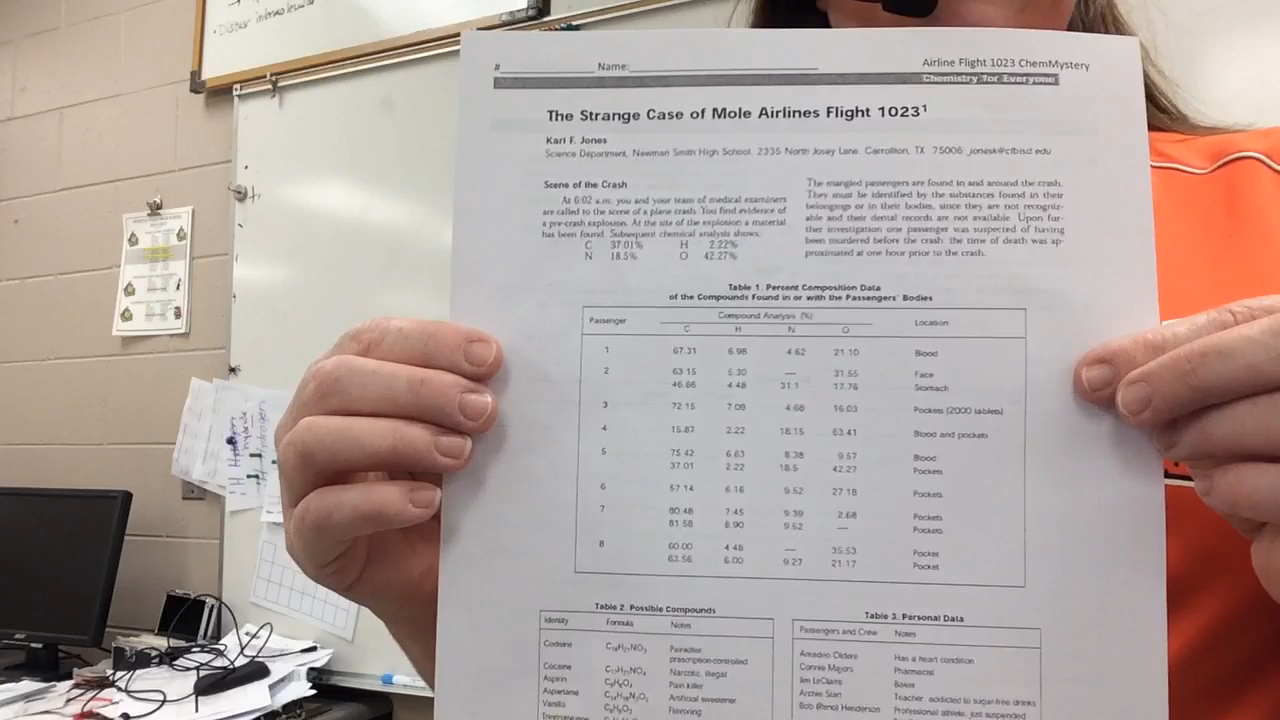 • Discuss intermolecular
# Name:
Airline Flight 1023 ChemMystery
Chemistry for Everyone
The Strange Case of Mole Airlines Flight 1023¹
Karl F. Jones
Science Department, Newman Smith High School, 2335 North Josey Lane, Carrollton, TX 75006 jonesk@cfbisd.edu
Scene of the Crash
At 6:02 a.m. you and your team of medical examiners
are called to the scene of a plane crash. You find evidence of
a pre-crash explosion. At the site of the explosion a material
has been found. Subsequent chemical analysis shows:
C 37.01% H 2.22%
N 18.5% O 42.27%
The mangled passengers are found in and around the crash.
They must be identified by the substances found in their
belongings or in their bodies, since they are not recogniz-
able and their dental records are not available. Upon fur-
ther investigation one passenger was suspected of having
been murdered before the crash: the time of death was ap-
proximated at one hour prior to the crash.
Table 1. Percent Composition Data
of the Compounds Found in or with the Passengers' Bodies
Passenger Compound Analysis (%) Location
C H N O
1 67.31 6.98 4.62 21.10 Blood
2 63.15 5.30 — 31.55 Face
46.66 4.48 31.1 17.76 Stomach
3 72.15 7.08 4.68 16.03 Pockets (2000 tablets)
4 15.87 2.22 18.15 63.41 Blood and pockets
5 75.42 6.63 8.38 9.57 Blood
37.01 2.22 18.5 42.27 Pockets
6 57.14 6.16 9.52 27.18 Pockets
7 80.48 7.45 9.39 2.68 Pockets
81.58 8.90 9.52 — Pockets
8 60.00 4.48 — 35.53 Pocket
63.56 6.00 9.27 21.17 Pocket
Table 2. Possible Compounds
Identity Formula Notes
Codeine C₁₈H₂₁NO₃ Painkiller,
prescription-controlled
Cocaine C₁₇H₂₁NO₄ Narcotic, illegal
Aspirin C₉H₈O₄ Pain killer
Aspartame C₁₄H₁₈N₂O₅ Artificial sweetener
Vanilla C₈H₈O₃ Flavoring
Table 3. Personal Data
Passengers and Crew Notes
Amadeo Oldere Has a heart condition
Connie Majors Pharmacist
Jim LeClaire Baker
Archie Starr Teacher, addicted to sugar-free drinks
Bob (Reno) Henderson Professional athlete, just suspended